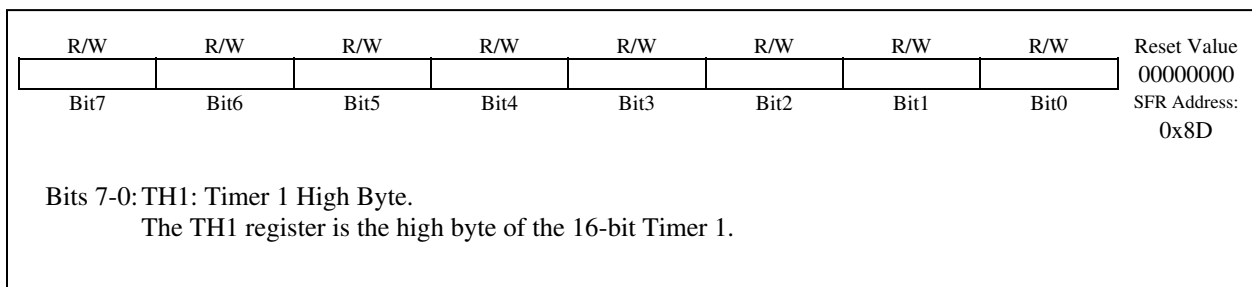 R/W R/W R/W R/W R/W R/W R/W R/W Reset Value
00000000
Bit7 Bit6 Bit5 Bit4 Bit3 Bit2 Bit1 Bit0 SFR Address:
0x8D
Bits 7-0: TH1: Timer 1 High Byte.
The TH1 register is the high byte of the 16-bit Timer 1.